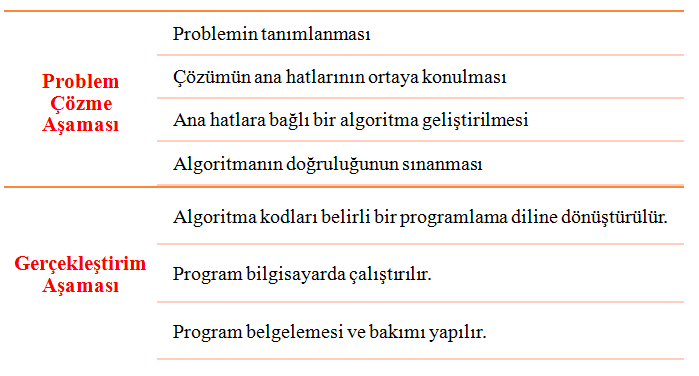 Problem
Çözme
Aşaması
Problemin tanımlanması
Çözümün ana hatlarının ortaya konulması
Ana hatlara bağlı bir algoritma geliştirilmesi
Algoritmanın doğruluğunun sınanması
Gerçekleştirim
Aşaması
Algoritma kodları belirli bir programlama diline dönüştürülür.
Program bilgisayarda çalıştırılır.
Program belgelemesi ve bakımı yapılır.